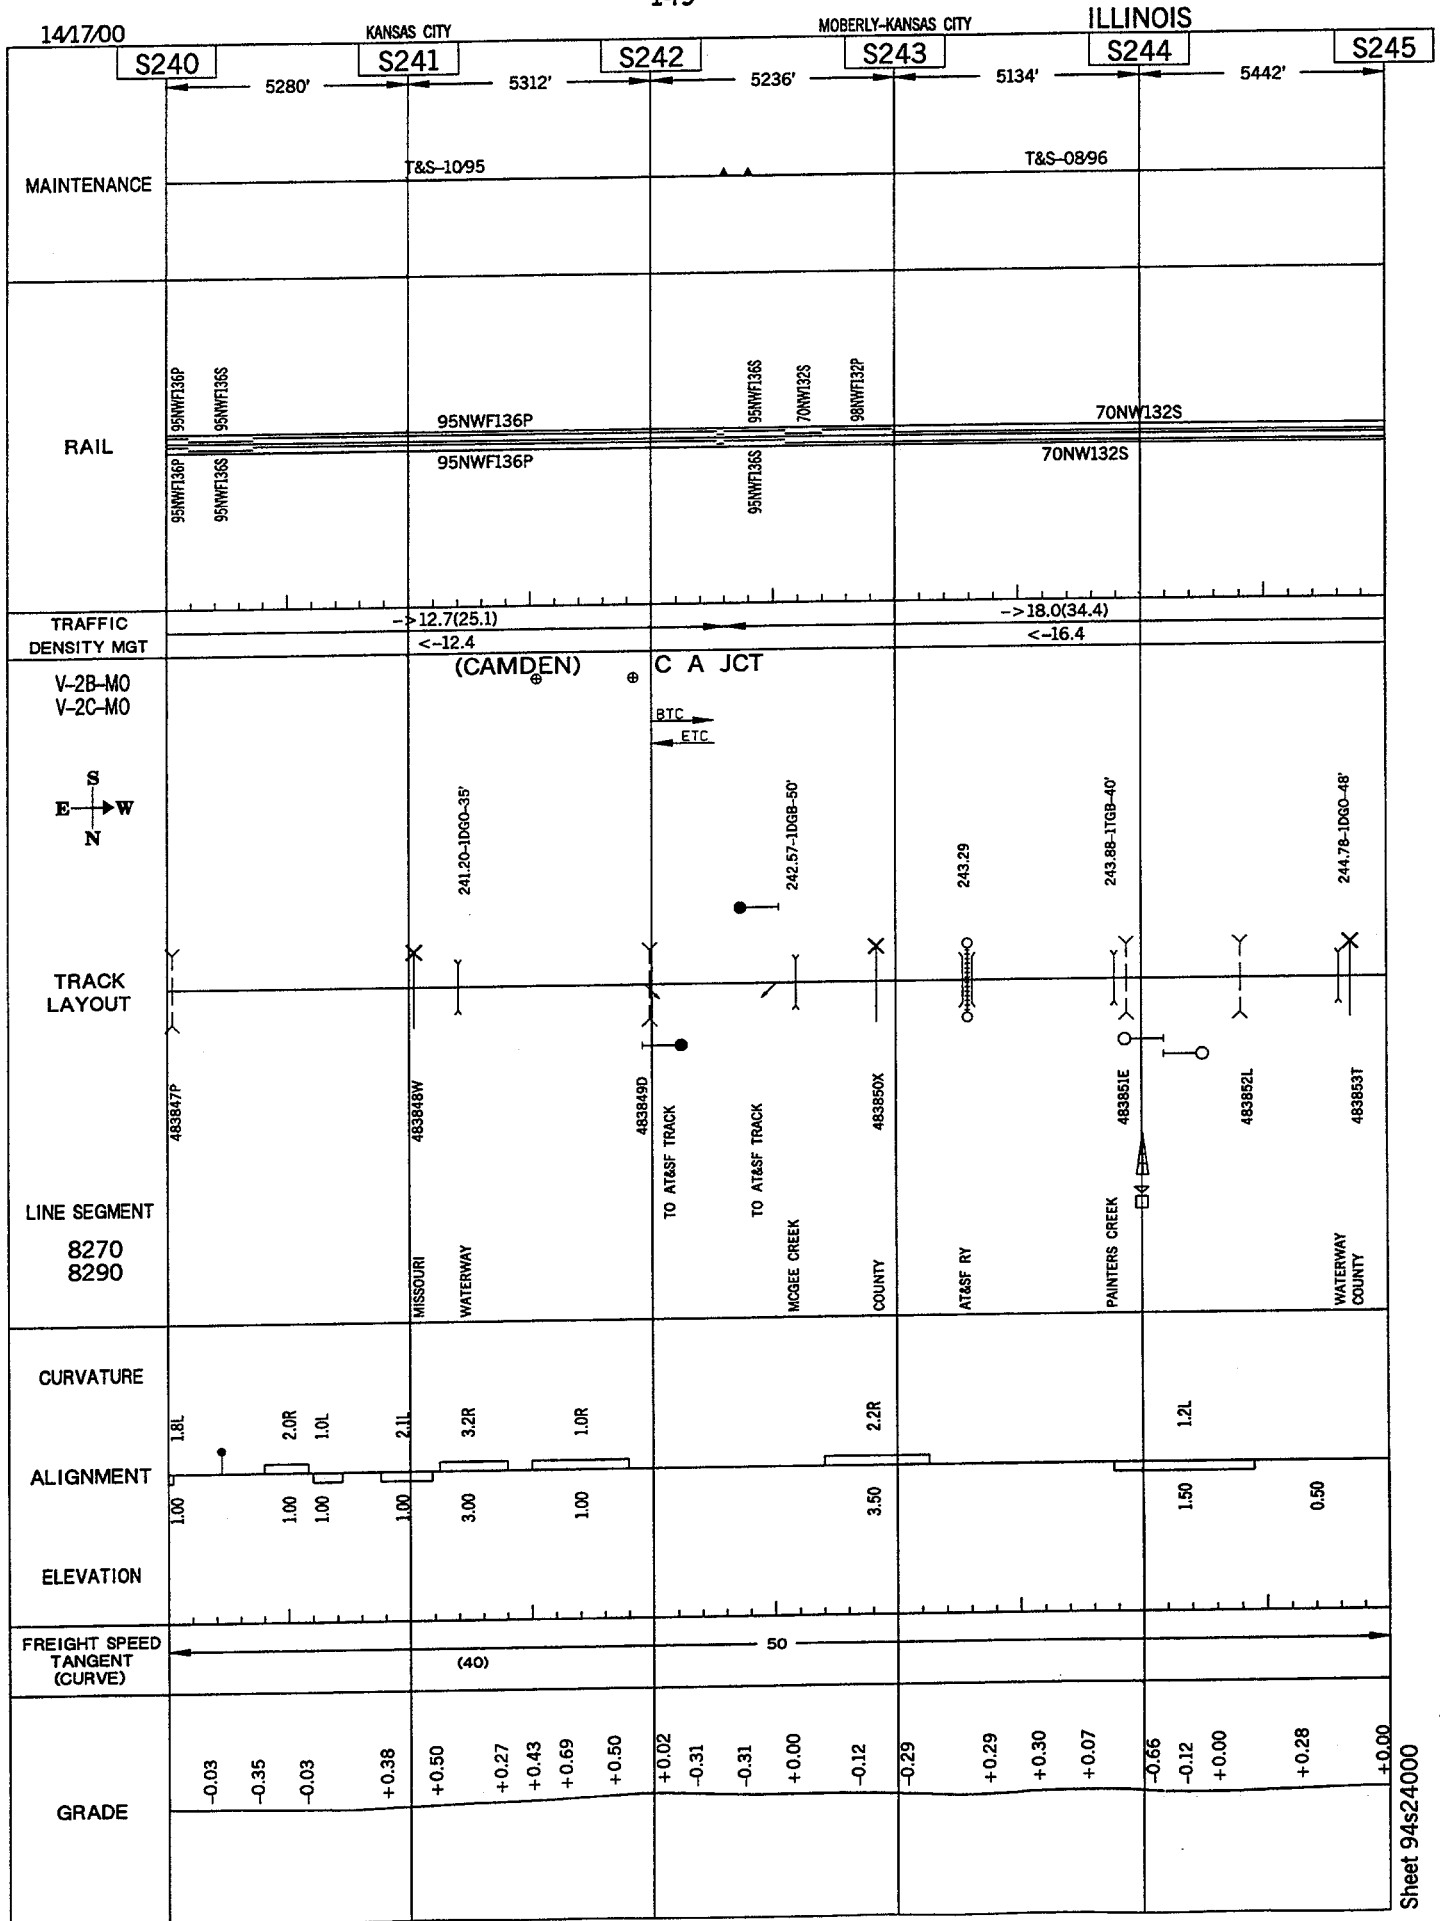 149
14/17/00
KANSAS CITY
MOBERLY-KANSAS CITY
ILLINOIS
S240
S241
S242
S243
S244
S245
5280'
5312'
5236'
5134'
5442'
MAINTENANCE
T&S-10/95
T&S-08/96
RAIL
95NWF136P
95NWF136S
95NWF136S
70NW132S
98NWF132P
95NWF136P
70NW132S
95NWF136P
70NW132S
95NWF136P
95NWF136S
95NWF136S
TRAFFIC
DENSITY MGT
->12.7(25.1)
<-12.4
->18.0(34.4)
<-16.4
V-2B-MO
V-2C-MO
(CAMDEN)
C A JCT
BTC
ETC
S
E W
N
241.20-1DGO-35'
242.57-1DGB-50'
243.29
243.88-1TGB-40'
244.78-1DGO-48'
TRACK
LAYOUT
483847P
483848W
483849D
483850X
483851E
483852L
483853T
TO AT&SF TRACK
TO AT&SF TRACK
LINE SEGMENT
8270
8290
MISSOURI
WATERWAY
MCGEE CREEK
COUNTY
AT&SF RY
PAINTERS CREEK
WATERWAY
COUNTY
CURVATURE
1.8L
2.0R
1.0L
2.1L
3.2R
1.0R
2.2R
1.2L
ALIGNMENT
1.00
1.00
1.00
1.00
3.00
1.00
3.50
1.50
0.50
ELEVATION
FREIGHT SPEED
TANGENT
(CURVE)
50
(40)
GRADE
-0.03
-0.35
-0.03
+0.38
+0.50
+0.27
+0.43
+0.69
+0.50
+0.02
-0.31
-0.31
+0.00
-0.12
-0.29
+0.29
+0.30
+0.07
-0.66
-0.12
+0.00
+0.28
+0.00
Sheet 94s24000